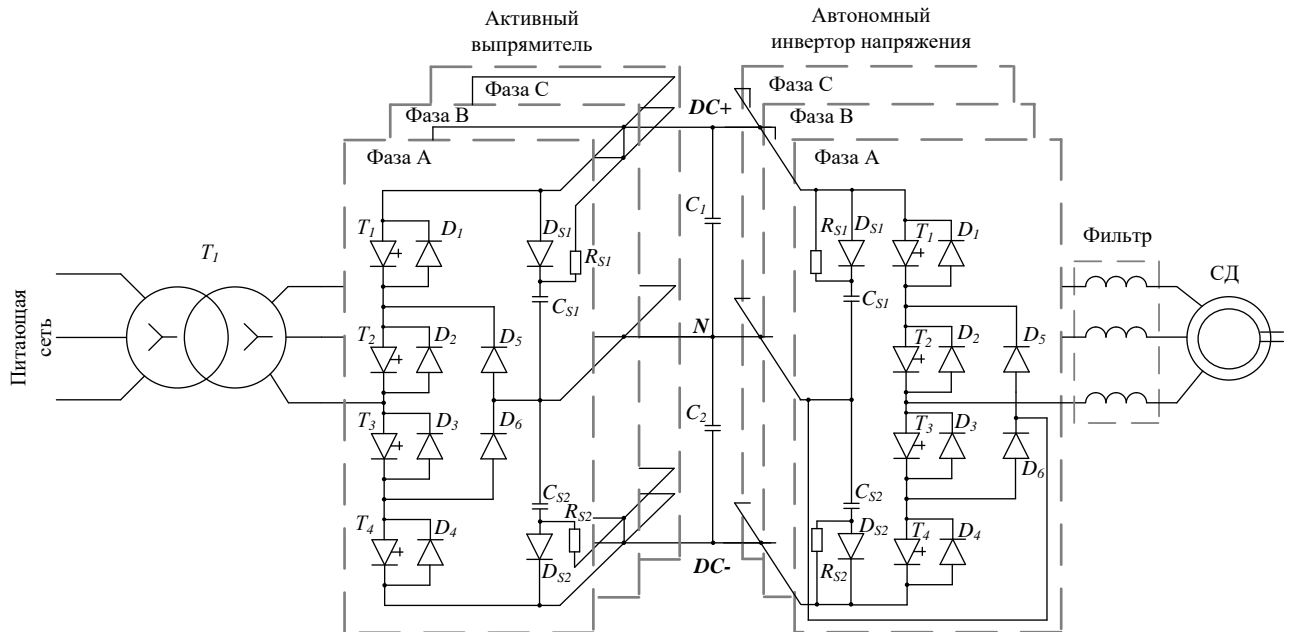 Активный
выпрямитель
Автономный
инвертор напряжения
Фаза C
Фаза B
Фаза A
DC+
Фаза C
Фаза B
Фаза A
Питающая
сеть
T1
T1
D1
DS1
RS1
CS1
T2
D2
D5
T3
D3
D6
CS2
RS2
T4
D4
DS2
C1
N
C2
DC-
RS1
DS1
T1
D1
CS1
T2
D2
D5
T3
D3
D6
CS2
DS2
T4
D4
RS2
Фильтр
СД